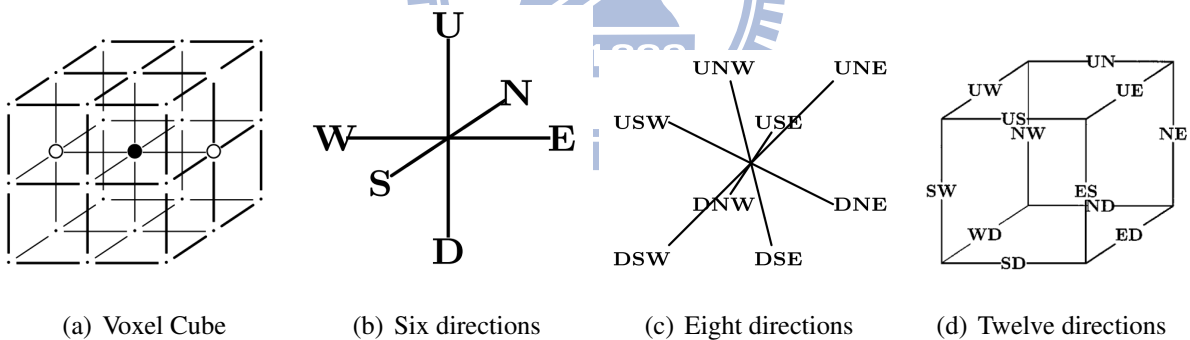 U
N
W
E
S
D
UNW
UNE
USW
USE
DNW
DNE
DSW
DSE
UN
UW
UE
US
NW
NE
SW
ES
ND
WD
ED
SD
(a) Voxel Cube
(b) Six directions
(c) Eight directions
(d) Twelve directions